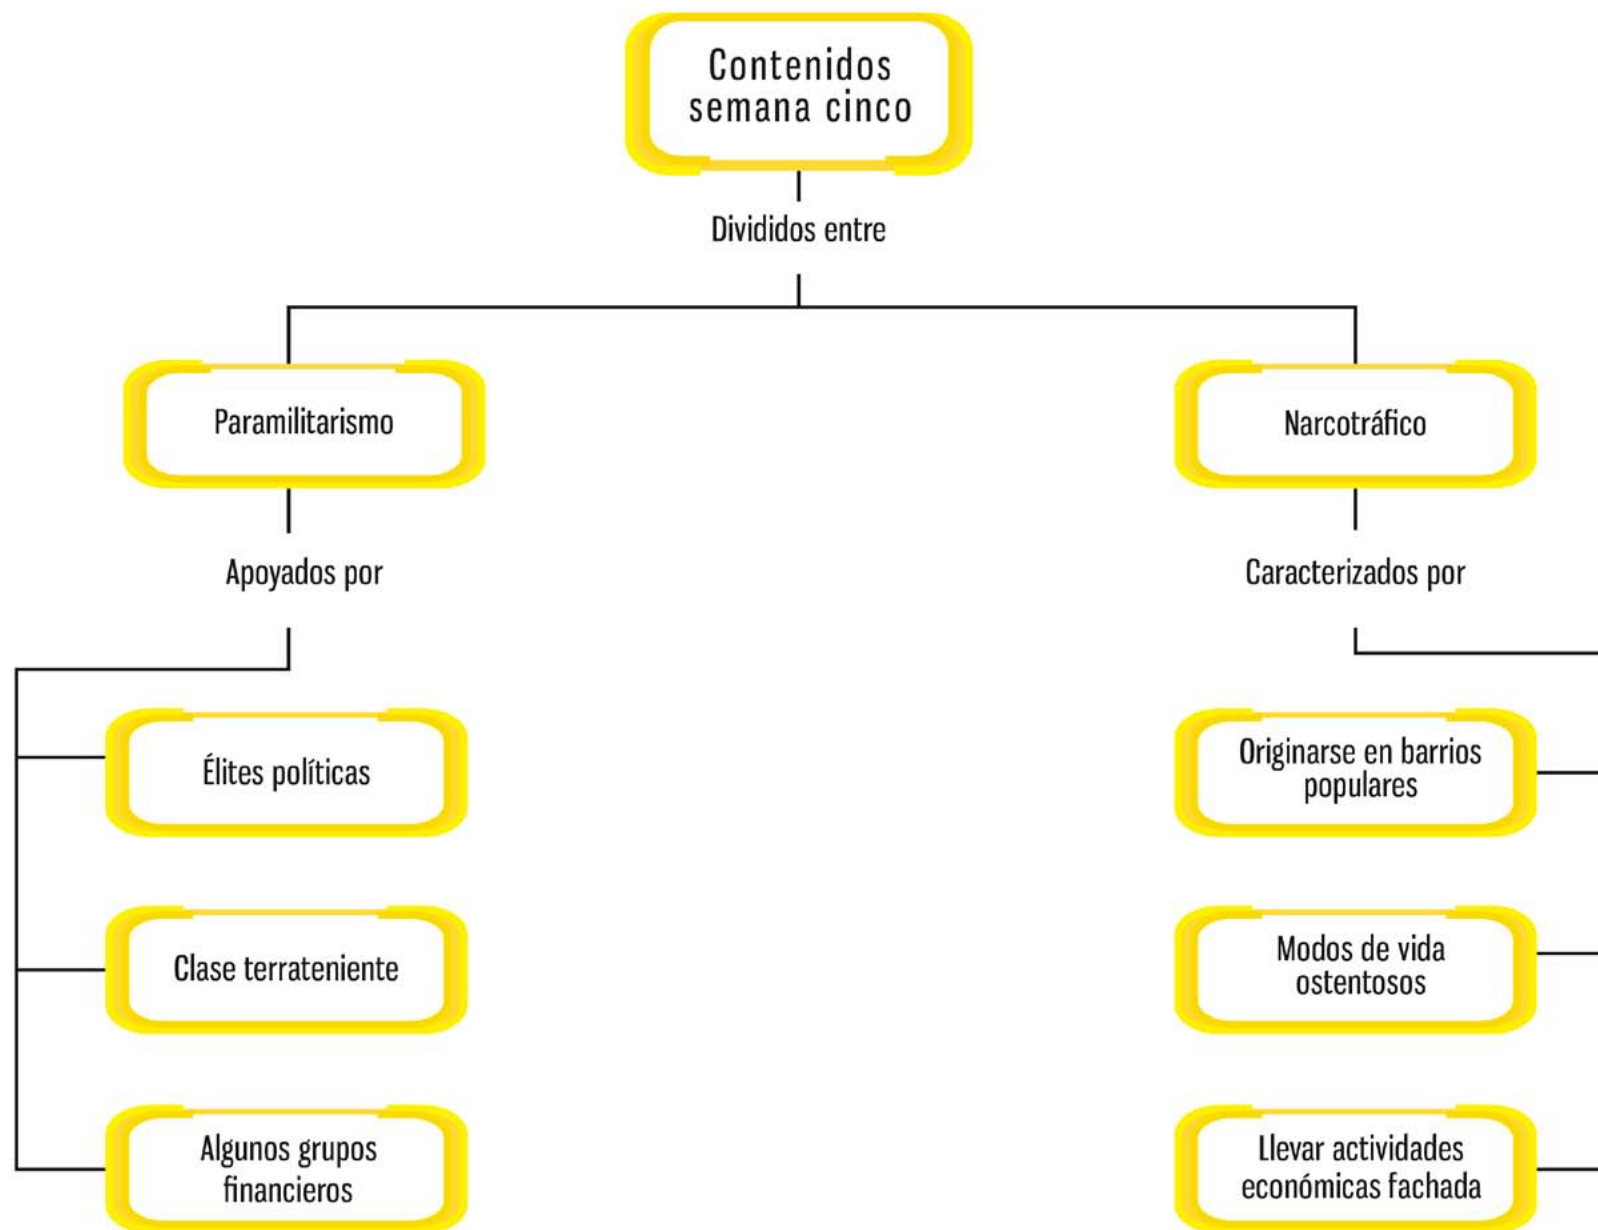 Contenidos
semana cinco
Divididos entre
Paramilitarismo
Narcotráfico
Apoyados por
Caracterizados por
Élites políticas
Originarse en barrios
populares
Clase terrateniente
Modos de vida
ostentosos
Algunos grupos
financieros
Llevar actividades
económicas fachada